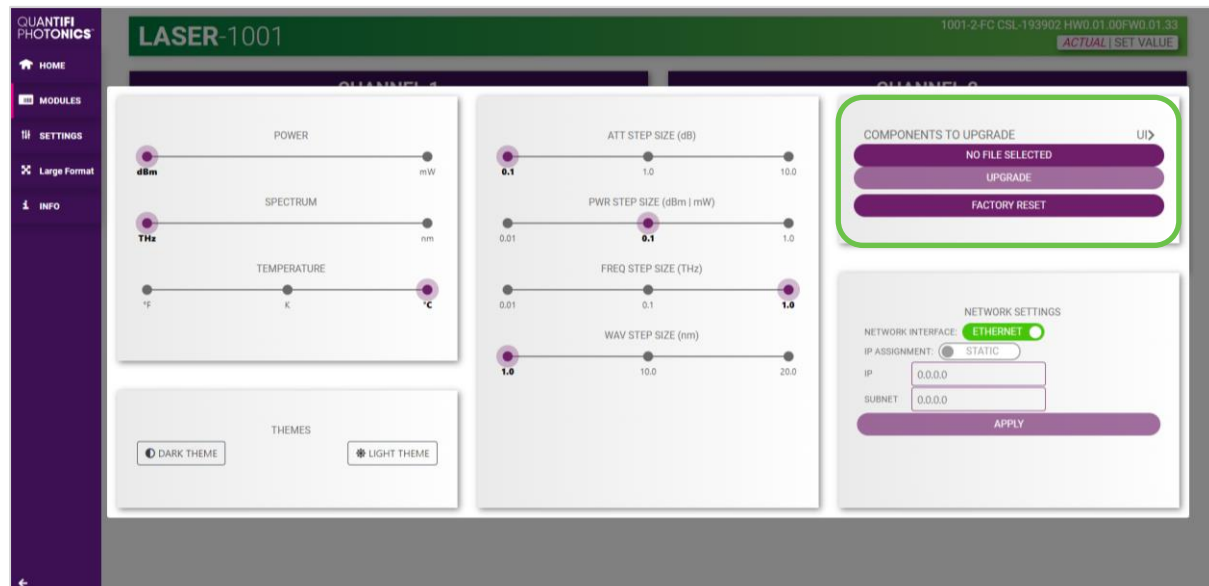 QUANTIFI
PHOTONICS
HOME
MODULES
SETTINGS
Large Format
INFO
LASER-1001
1001-2-FC CSL-193902 HW0.01.00FW0.01.33
ACTUAL | SET VALUE
CHANNEL 1
CHANNEL 2
POWER
dBm mW
SPECTRUM
THz nm
TEMPERATURE
°F K °C
THEMES
DARK THEME LIGHT THEME
ATT STEP SIZE (dB)
0.1 1.0 10.0
PWR STEP SIZE (dBm | mW)
0.01 0.1 1.0
FREQ STEP SIZE (THz)
0.01 0.1 1.0
WAV STEP SIZE (nm)
1.0 10.0 20.0
COMPONENTS TO UPGRADE UI>
NO FILE SELECTED
UPGRADE
FACTORY RESET
NETWORK SETTINGS
NETWORK INTERFACE: ETHERNET
IP ASSIGNMENT: STATIC
IP 0.0.0.0
SUBNET 0.0.0.0
APPLY